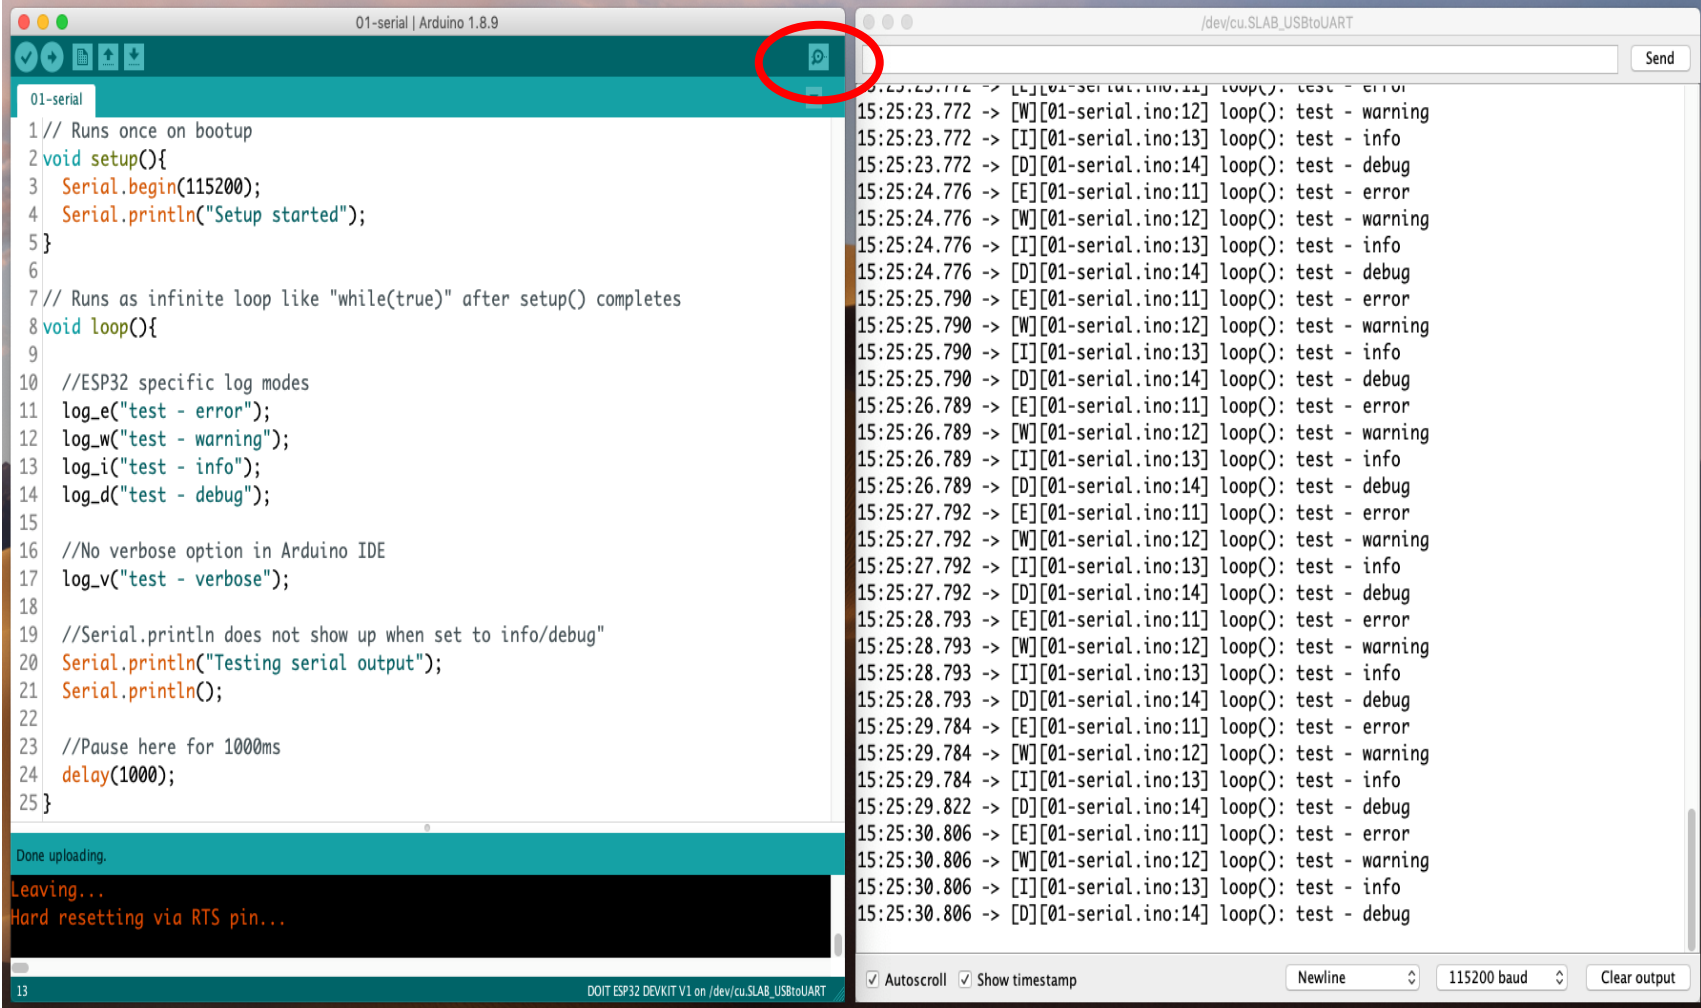 01-serial | Arduino 1.8.9
01-serial
1 // Runs once on bootup
2 void setup(){
3 Serial.begin(115200);
4 Serial.println("Setup started");
5 }
6
7 // Runs as infinite loop like "while(true)" after setup() completes
8 void loop(){
9
10 //ESP32 specific log modes
11 log_e("test - error");
12 log_w("test - warning");
13 log_i("test - info");
14 log_d("test - debug");
15
16 //No verbose option in Arduino IDE
17 log_v("test - verbose");
18
19 //Serial.println does not show up when set to info/debug"
20 Serial.println("Testing serial output");
21 Serial.println();
22
23 //Pause here for 1000ms
24 delay(1000);
25 }
Done uploading.
Leaving...
Hard resetting via RTS pin...
13
DOIT ESP32 DEVKIT V1 on /dev/cu.SLAB_USBtoUART
/dev/cu.SLAB_USBtoUART
Send
15:25:23.772 -> [E][01-serial.ino:11] loop(): test - error
15:25:23.772 -> [W][01-serial.ino:12] loop(): test - warning
15:25:23.772 -> [I][01-serial.ino:13] loop(): test - info
15:25:23.772 -> [D][01-serial.ino:14] loop(): test - debug
15:25:24.776 -> [E][01-serial.ino:11] loop(): test - error
15:25:24.776 -> [W][01-serial.ino:12] loop(): test - warning
15:25:24.776 -> [I][01-serial.ino:13] loop(): test - info
15:25:24.776 -> [D][01-serial.ino:14] loop(): test - debug
15:25:25.790 -> [E][01-serial.ino:11] loop(): test - error
15:25:25.790 -> [W][01-serial.ino:12] loop(): test - warning
15:25:25.790 -> [I][01-serial.ino:13] loop(): test - info
15:25:25.790 -> [D][01-serial.ino:14] loop(): test - debug
15:25:26.789 -> [E][01-serial.ino:11] loop(): test - error
15:25:26.789 -> [W][01-serial.ino:12] loop(): test - warning
15:25:26.789 -> [I][01-serial.ino:13] loop(): test - info
15:25:26.789 -> [D][01-serial.ino:14] loop(): test - debug
15:25:27.792 -> [E][01-serial.ino:11] loop(): test - error
15:25:27.792 -> [W][01-serial.ino:12] loop(): test - warning
15:25:27.792 -> [I][01-serial.ino:13] loop(): test - info
15:25:27.792 -> [D][01-serial.ino:14] loop(): test - debug
15:25:28.793 -> [E][01-serial.ino:11] loop(): test - error
15:25:28.793 -> [W][01-serial.ino:12] loop(): test - warning
15:25:28.793 -> [I][01-serial.ino:13] loop(): test - info
15:25:28.793 -> [D][01-serial.ino:14] loop(): test - debug
15:25:29.784 -> [E][01-serial.ino:11] loop(): test - error
15:25:29.784 -> [W][01-serial.ino:12] loop(): test - warning
15:25:29.784 -> [I][01-serial.ino:13] loop(): test - info
15:25:29.822 -> [D][01-serial.ino:14] loop(): test - debug
15:25:30.806 -> [E][01-serial.ino:11] loop(): test - error
15:25:30.806 -> [W][01-serial.ino:12] loop(): test - warning
15:25:30.806 -> [I][01-serial.ino:13] loop(): test - info
15:25:30.806 -> [D][01-serial.ino:14] loop(): test - debug
Autoscroll
Show timestamp
Newline
115200 baud
Clear output